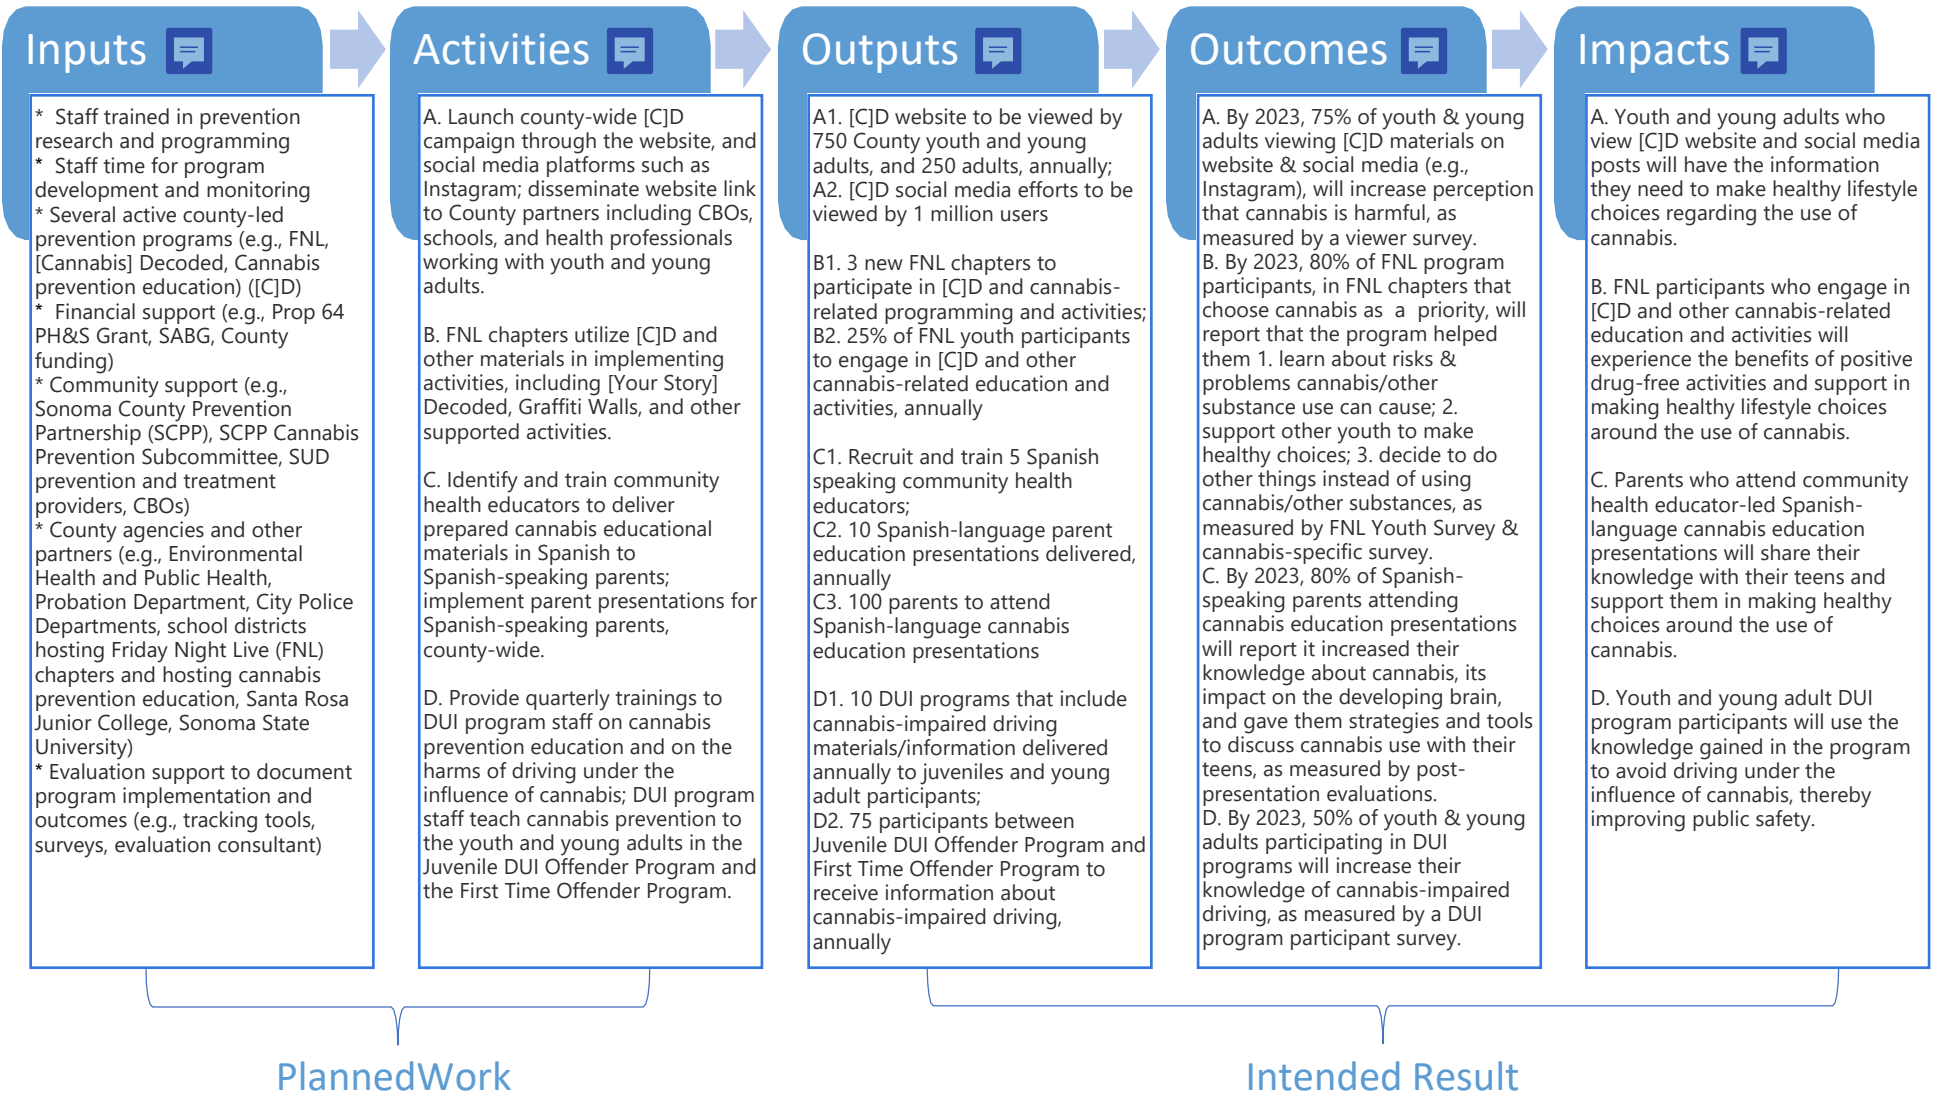 Inputs
* Staff trained in prevention
research and programming
* Staff time for program
development and monitoring
* Several active county-led
prevention programs (e.g., FNL,
[Cannabis] Decoded, Cannabis
prevention education) ([C]D)
* Financial support (e.g., Prop 64
PH&S Grant, SABG, County
funding)
* Community support (e.g.,
Sonoma County Prevention
Partnership (SCPP), SCPP Cannabis
Prevention Subcommittee, SUD
prevention and treatment
providers, CBOs)
* County agencies and other
partners (e.g., Environmental
Health and Public Health,
Probation Department, City Police
Departments, school districts
hosting Friday Night Live (FNL)
chapters and hosting cannabis
prevention education, Santa Rosa
Junior College, Sonoma State
University)
* Evaluation support to document
program implementation and
outcomes (e.g., tracking tools,
surveys, evaluation consultant)
Activities
A. Launch county-wide [C]D
campaign through the website, and
social media platforms such as
Instagram; disseminate website link
to County partners including CBOs,
schools, and health professionals
working with youth and young
adults.
B. FNL chapters utilize [C]D and
other materials in implementing
activities, including [Your Story]
Decoded, Graffiti Walls, and other
supported activities.
C. Identify and train community
health educators to deliver
prepared cannabis educational
materials in Spanish to
Spanish-speaking parents;
implement parent presentations for
Spanish-speaking parents,
county-wide.
D. Provide quarterly trainings to
DUI program staff on cannabis
prevention education and on the
harms of driving under the
influence of cannabis; DUI program
staff teach cannabis prevention to
the youth and young adults in the
Juvenile DUI Offender Program and
the First Time Offender Program.
Outputs
A1. [C]D website to be viewed by
750 County youth and young
adults, and 250 adults, annually;
A2. [C]D social media efforts to be
viewed by 1 million users
B1. 3 new FNL chapters to
participate in [C]D and cannabis-
related programming and activities;
B2. 25% of FNL youth participants
to engage in [C]D and other
cannabis-related education and
activities, annually
C1. Recruit and train 5 Spanish
speaking community health
educators;
C2. 10 Spanish-language parent
education presentations delivered,
annually
C3. 100 parents to attend
Spanish-language cannabis
education presentations
D1. 10 DUI programs that include
cannabis-impaired driving
materials/information delivered
annually to juveniles and young
adult participants;
D2. 75 participants between
Juvenile DUI Offender Program and
First Time Offender Program to
receive information about
cannabis-impaired driving,
annually
Outcomes
A. By 2023, 75% of youth & young
adults viewing [C]D materials on
website & social media (e.g.,
Instagram), will increase perception
that cannabis is harmful, as
measured by a viewer survey.
B. By 2023, 80% of FNL program
participants, in FNL chapters that
choose cannabis as a priority, will
report that the program helped
them 1. learn about risks &
problems cannabis/other
substance use can cause; 2.
support other youth to make
healthy choices; 3. decide to do
other things instead of using
cannabis/other substances, as
measured by FNL Youth Survey &
cannabis-specific survey.
C. By 2023, 80% of Spanish-
speaking parents attending
cannabis education presentations
will report it increased their
knowledge about cannabis, its
impact on the developing brain,
and gave them strategies and tools
to discuss cannabis use with their
teens, as measured by post-
presentation evaluations.
D. By 2023, 50% of youth & young
adults participating in DUI
programs will increase their
knowledge of cannabis-impaired
driving, as measured by a DUI
program participant survey.
Impacts
A. Youth and young adults who
view [C]D website and social media
posts will have the information
they need to make healthy lifestyle
choices regarding the use of
cannabis.
B. FNL participants who engage in
[C]D and other cannabis-related
education and activities will
experience the benefits of positive
drug-free activities and support in
making healthy lifestyle choices
around the use of cannabis.
C. Parents who attend community
health educator-led Spanish-
language cannabis education
presentations will share their
knowledge with their teens and
support them in making healthy
choices around the use of
cannabis.
D. Youth and young adult DUI
program participants will use the
knowledge gained in the program
to avoid driving under the
influence of cannabis, thereby
improving public safety.
PlannedWork
Intended Result